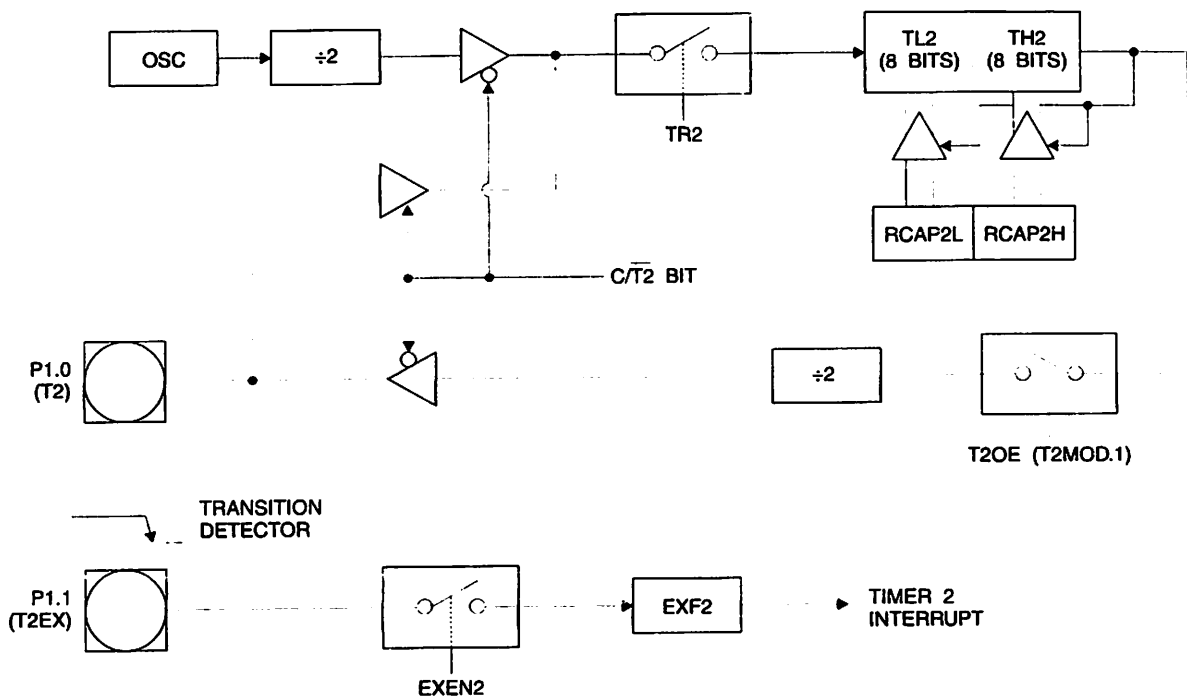 OSC
÷2
TL2 TH2
(8 BITS) (8 BITS)
TR2
RCAP2L RCAP2H
C/T2 BIT
P1.0
(T2)
÷2
T2OE (T2MOD.1)
TRANSITION
DETECTOR
P1.1
(T2EX)
EXF2
TIMER 2
INTERRUPT
EXEN2